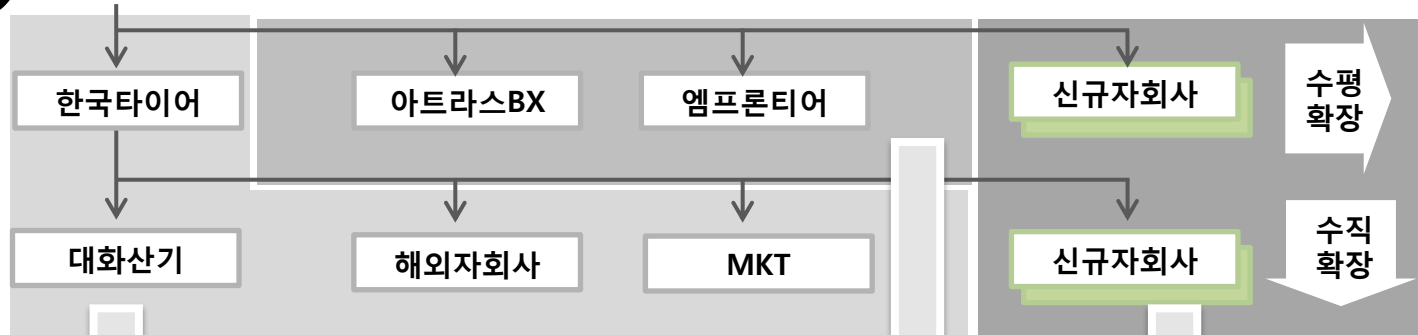 한국타이어
아트라스BX
엠프론티어
신규자회사
수평
확장
대화산기
해외자회사
MKT
신규자회사
수직
확장